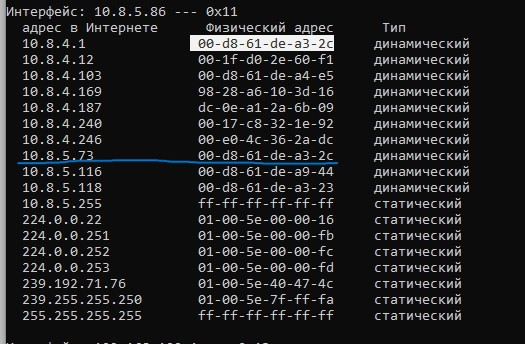 Интерфейс: 10.8.5.86 --- 0x11
адрес в Интернете Физический адрес Тип
10.8.4.1 00-d8-61-de-a3-2c динамический
10.8.4.12 00-1f-d0-2e-60-f1 динамический
10.8.4.103 00-d8-61-de-a4-e5 динамический
10.8.4.169 98-28-a6-10-3d-16 динамический
10.8.4.187 dc-0e-a1-2a-6b-09 динамический
10.8.4.240 00-17-c8-32-1e-92 динамический
10.8.4.246 00-e0-4c-36-2a-dc динамический
10.8.5.73 00-d8-61-de-a3-2c динамический
10.8.5.116 00-d8-61-de-a9-44 динамический
10.8.5.118 00-d8-61-de-a3-23 динамический
10.8.5.255 ff-ff-ff-ff-ff-ff статический
224.0.0.22 01-00-5e-00-00-16 статический
224.0.0.251 01-00-5e-00-00-fb статический
224.0.0.252 01-00-5e-00-00-fc статический
224.0.0.253 01-00-5e-00-00-fd статический
239.192.71.76 01-00-5e-40-47-4c статический
239.255.255.250 01-00-5e-7f-ff-fa статический
255.255.255.255 ff-ff-ff-ff-ff-ff статический